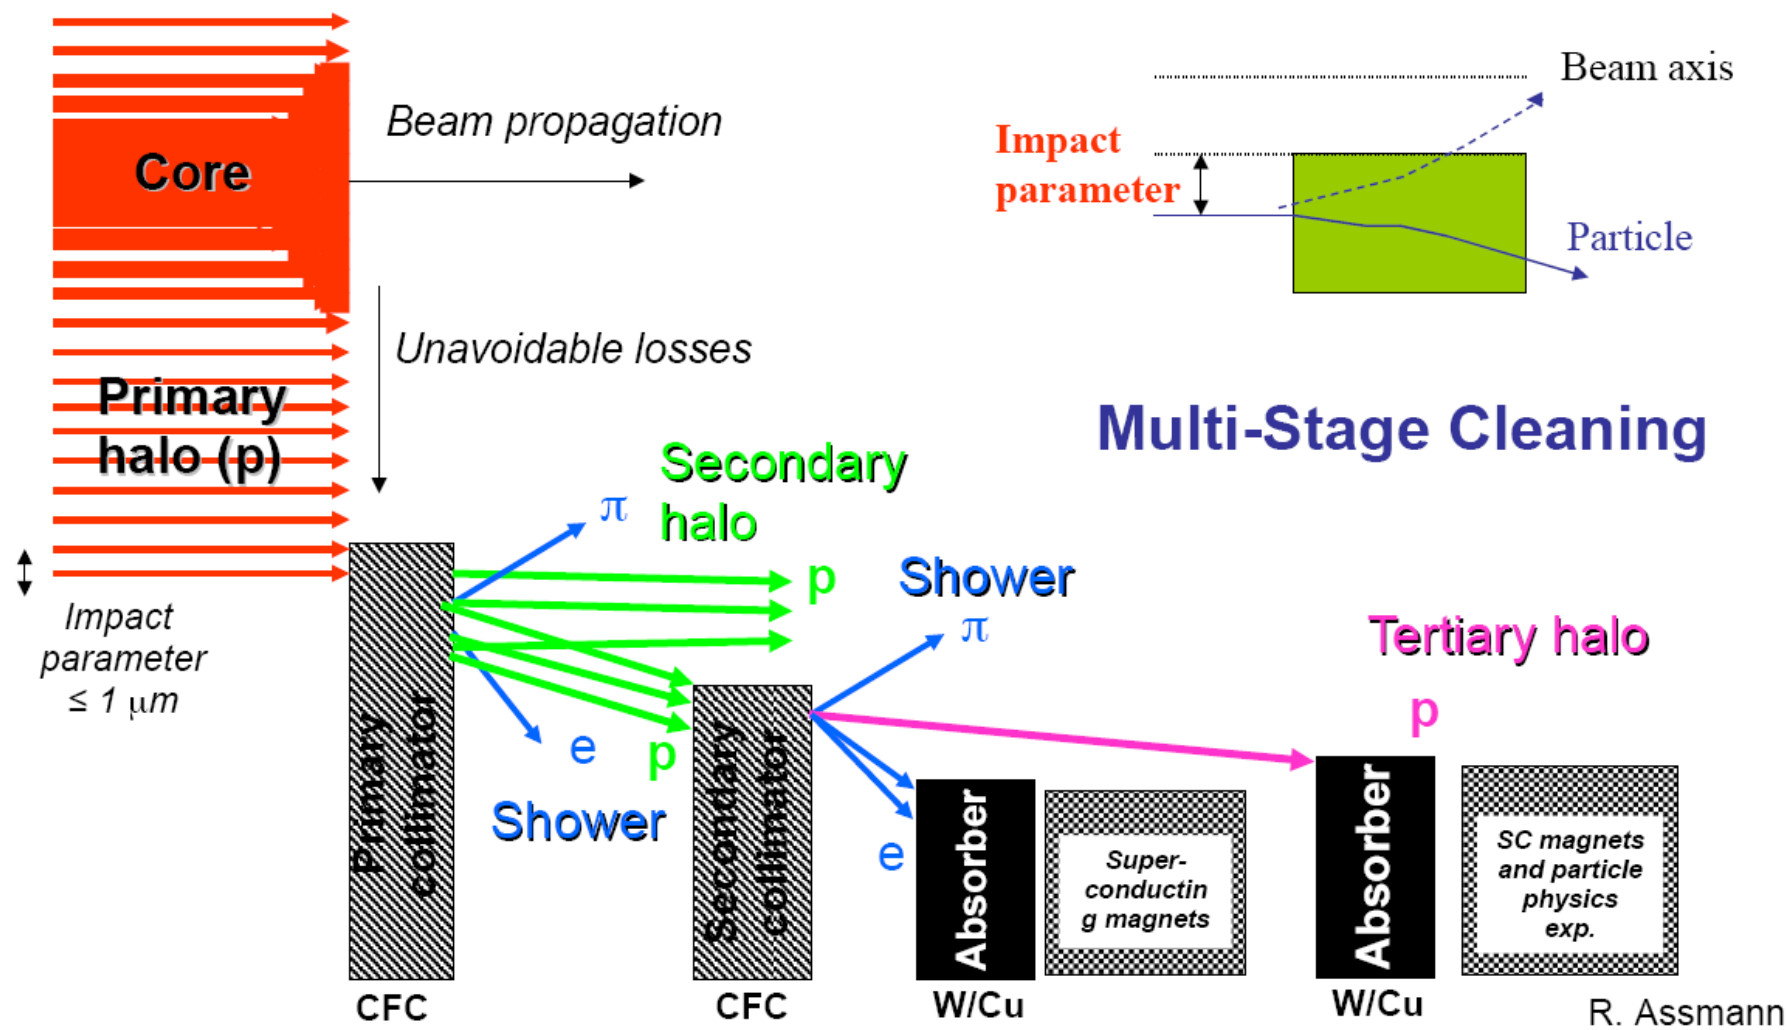 Core
Beam propagation
Unavoidable losses
Primary
halo (p)
Impact
parameter
≤ 1 μm
Beam axis
Impact
parameter
Particle
Multi-Stage Cleaning
Secondary
halo
π
p
e
p
Shower
Shower
π
e
Tertiary halo
p
Primary
collimator
Secondary
collimator
Absorber
Super-
conductin
g magnets
Absorber
SC magnets
and particle
physics
exp.
CFC
CFC
W/Cu
W/Cu
R. Assmann